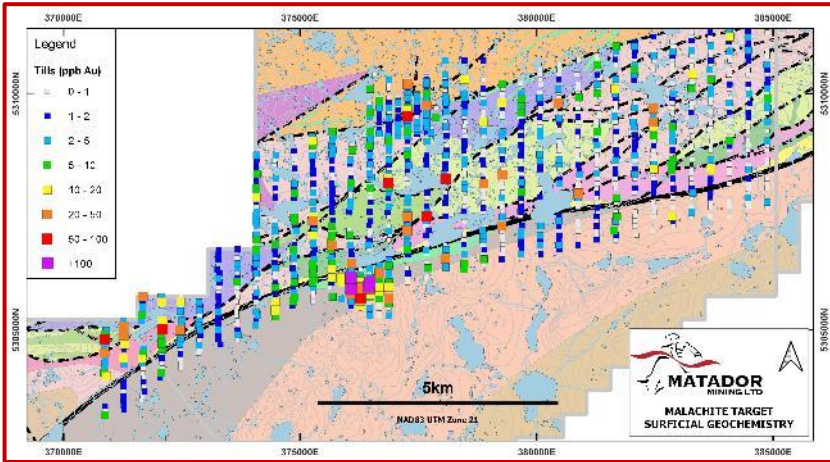 370000E 375000E 380000E 385000E
Legend
Tills (ppb Au)
0 - 1
1 - 2
2 - 5
5 - 10
10 - 20
20 - 50
50 - 100
+100
5310000N
5310000N
5305000N
5305000N
5km
NAD83 UTM Zone 21
MATADOR
MINING LTD
MALACHITE TARGET
SURFICIAL GEOCHEMISTRY
370000E 375000E 380000E 385000E